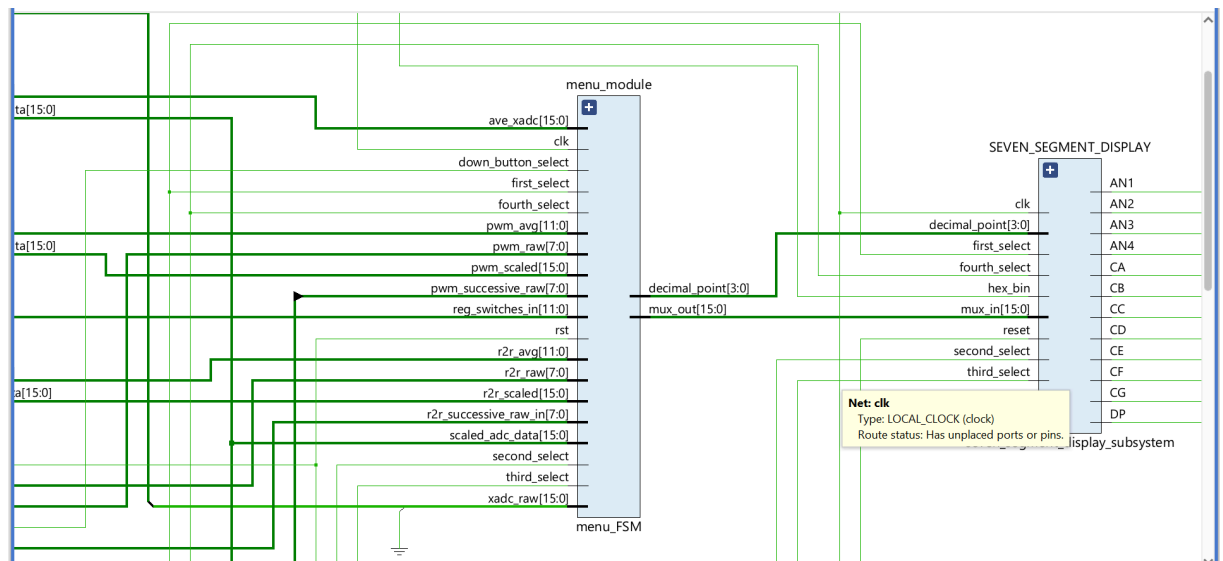 menu_module
ta[15:0]
ave_xadc[15:0]
clk
down_button_select
first_select
fourth_select
pwm_avg[11:0]
ta[15:0]
pwm_raw[7:0]
pwm_scaled[15:0]
pwm_successive_raw[7:0]
reg_switches_in[11:0]
rst
r2r_avg[11:0]
r2r_raw[7:0]
a[15:0]
r2r_scaled[15:0]
r2r_successive_raw_in[7:0]
scaled_adc_data[15:0]
second_select
third_select
xadc_raw[15:0]
decimal_point[3:0]
mux_out[15:0]
menu_FSM
SEVEN_SEGMENT_DISPLAY
clk
decimal_point[3:0]
first_select
fourth_select
hex_bin
mux_in[15:0]
reset
second_select
third_select
AN1
AN2
AN3
AN4
CA
CB
CC
CD
CE
CF
CG
DP
Net: clk
Type: LOCAL_CLOCK (clock)
Route status: Has unplaced ports or pins.
display_subsystem